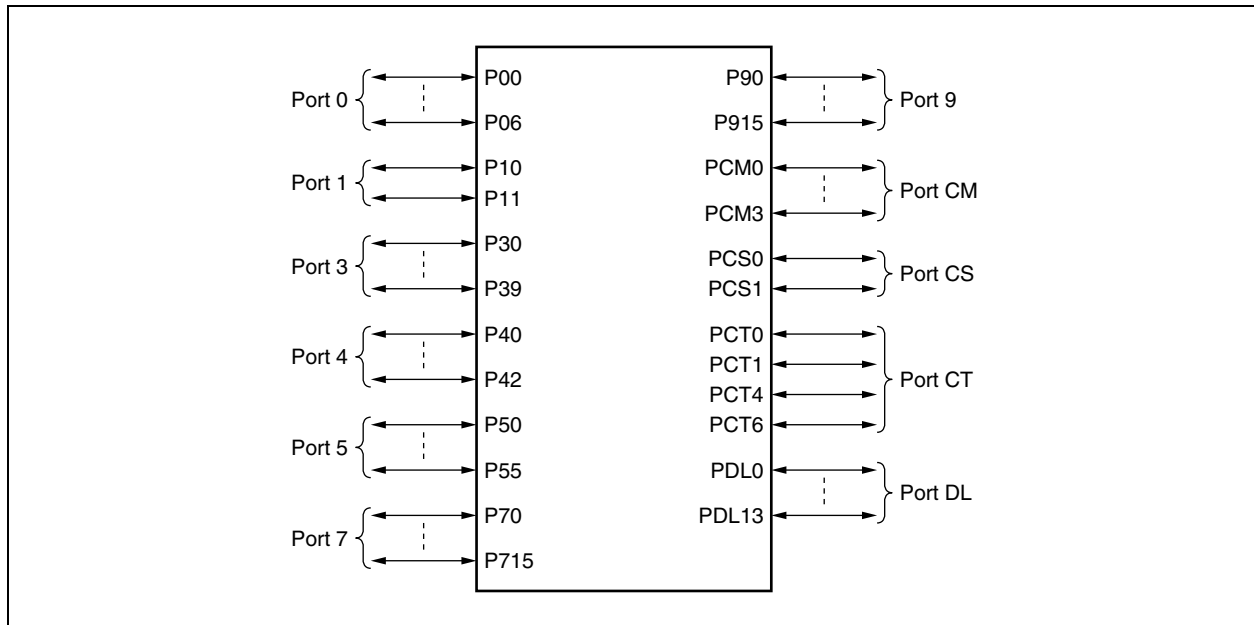 Port 0
P00
P06
Port 1
P10
P11
Port 3
P30
P39
Port 4
P40
P42
Port 5
P50
P55
Port 7
P70
P715
P90
P915
Port 9
PCM0
PCM3
Port CM
PCS0
PCS1
Port CS
PCT0
PCT1
PCT4
PCT6
Port CT
PDL0
PDL13
Port DL